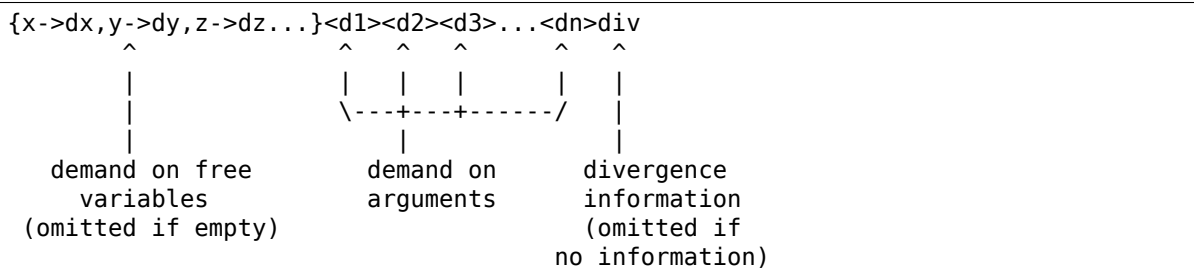 {x->dx,y->dy,z->dz...}<d1><d2><d3>...<dn>div
        ^              ^   ^   ^      ^   ^
        |              |   |   |      |   |
        |              \---+---+------/   |
        |                  |              |
   demand on free        demand on      divergence
     variables           arguments      information
 (omitted if empty)                     (omitted if
                                      no information)